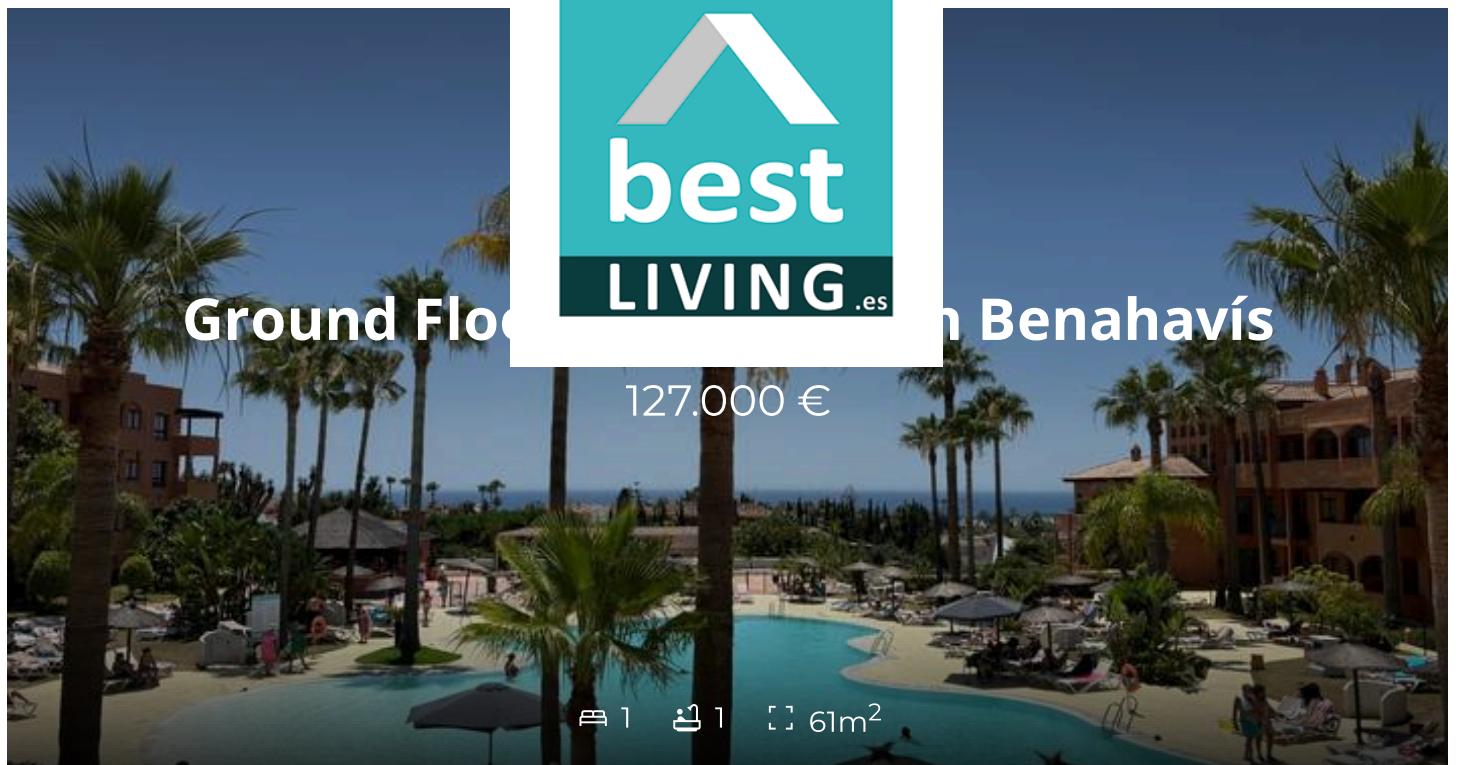 best
LIVING.es
Ground Floo
n Benahavís
127.000 €
1 1 61m²